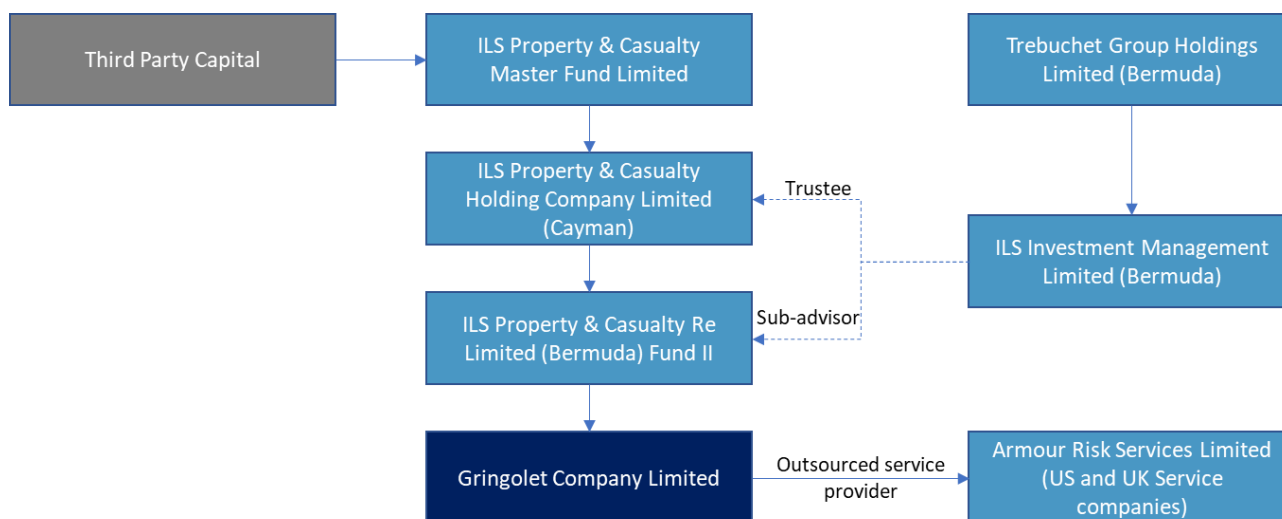 Third Party Capital
ILS Property & Casualty
Master Fund Limited
Trebuchet Group Holdings
Limited (Bermuda)
ILS Property & Casualty
Holding Company Limited
(Cayman)
Trustee
ILS Investment Management
Limited (Bermuda)
ILS Property & Casualty Re
Limited (Bermuda) Fund II
Sub-advisor
Gringolet Company Limited
Outsourced service
provider
Armour Risk Services Limited
(US and UK Service
companies)